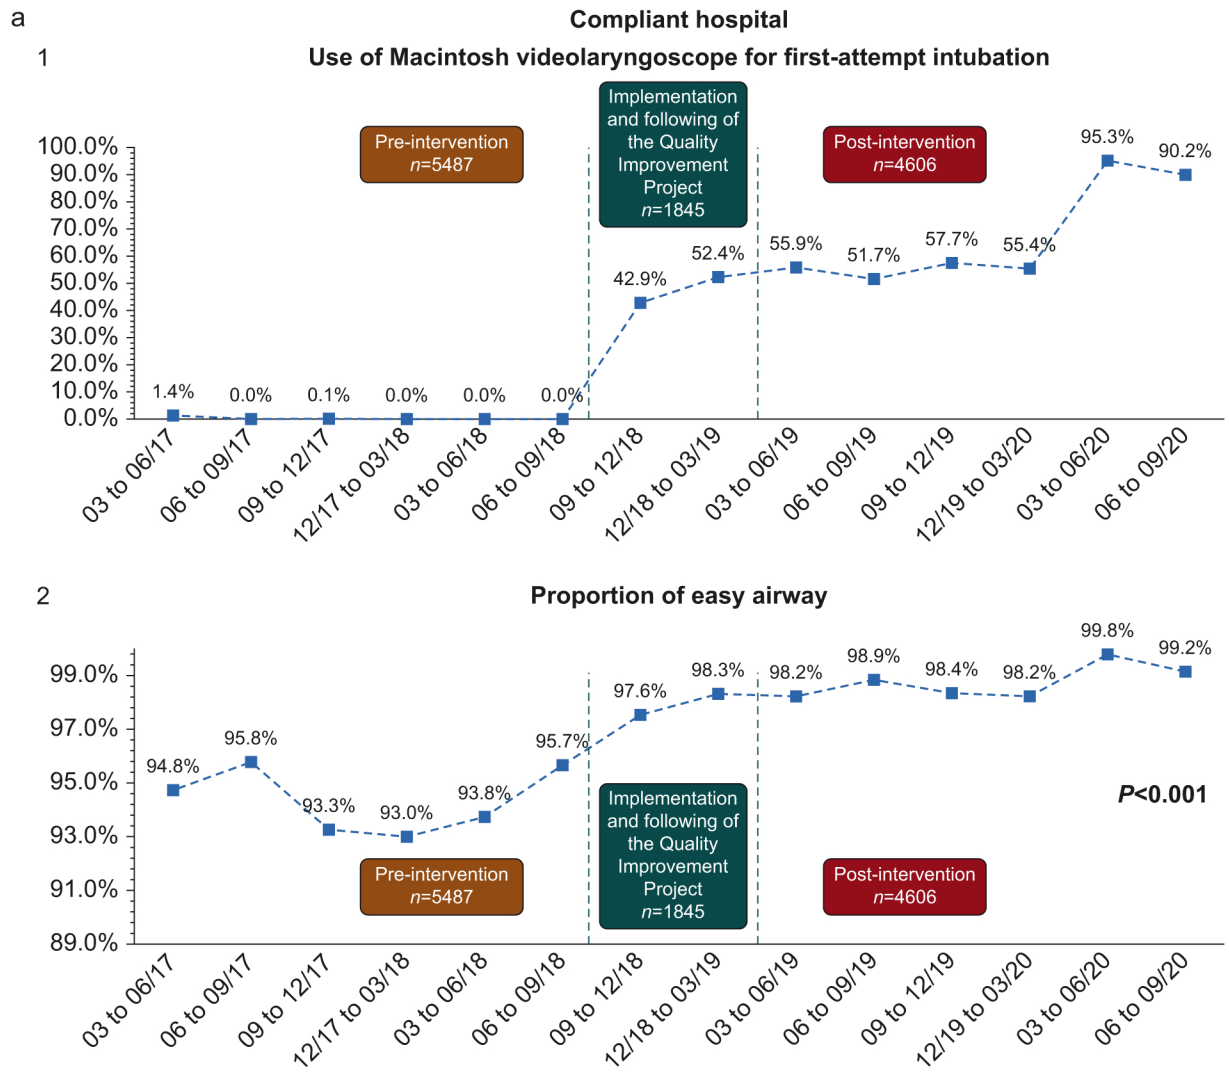 a
Compliant hospital
1
Use of Macintosh videolaryngoscope for first-attempt intubation
Pre-intervention
n=5487
Implementation
and following of
the Quality
Improvement
Project
n=1845
Post-intervention
n=4606
100.0%
90.0%
80.0%
70.0%
60.0%
50.0%
40.0%
30.0%
20.0%
10.0%
0.0%
1.4%
0.0%
0.1%
0.0%
0.0%
0.0%
42.9%
52.4%
55.9%
51.7%
57.7%
55.4%
95.3%
90.2%
03 to 06/17
06 to 09/17
09 to 12/17
12/17 to 03/18
03 to 06/18
06 to 09/18
09 to 12/18
12/18 to 03/19
03 to 06/19
06 to 09/19
09 to 12/19
12/19 to 03/20
03 to 06/20
06 to 09/20
2
Proportion of easy airway
99.0%
97.0%
95.0%
93.0%
91.0%
89.0%
94.8%
95.8%
93.3%
93.0%
93.8%
95.7%
97.6%
98.3%
98.2%
98.9%
98.4%
98.2%
99.8%
99.2%
P<0.001
Pre-intervention
n=5487
Implementation
and following of
the Quality
Improvement
Project
n=1845
Post-intervention
n=4606
03 to 06/17
06 to 09/17
09 to 12/17
12/17 to 03/18
03 to 06/18
06 to 09/18
09 to 12/18
12/18 to 03/19
03 to 06/19
06 to 09/19
09 to 12/19
12/19 to 03/20
03 to 06/20
06 to 09/20